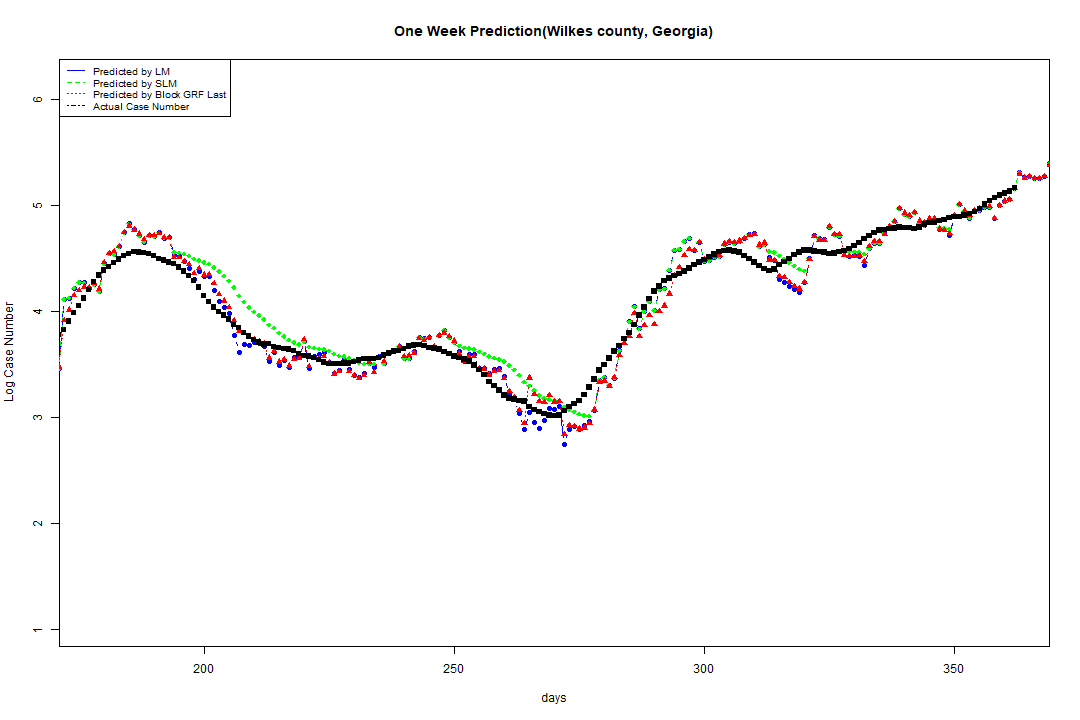 One Week Prediction(Wilkes county, Georgia)
Predicted by LM
Predicted by SLM
Predicted by Block GRF Last
Actual Case Number
6
5
4
3
2
1
Log Case Number
200 250 300 350
days